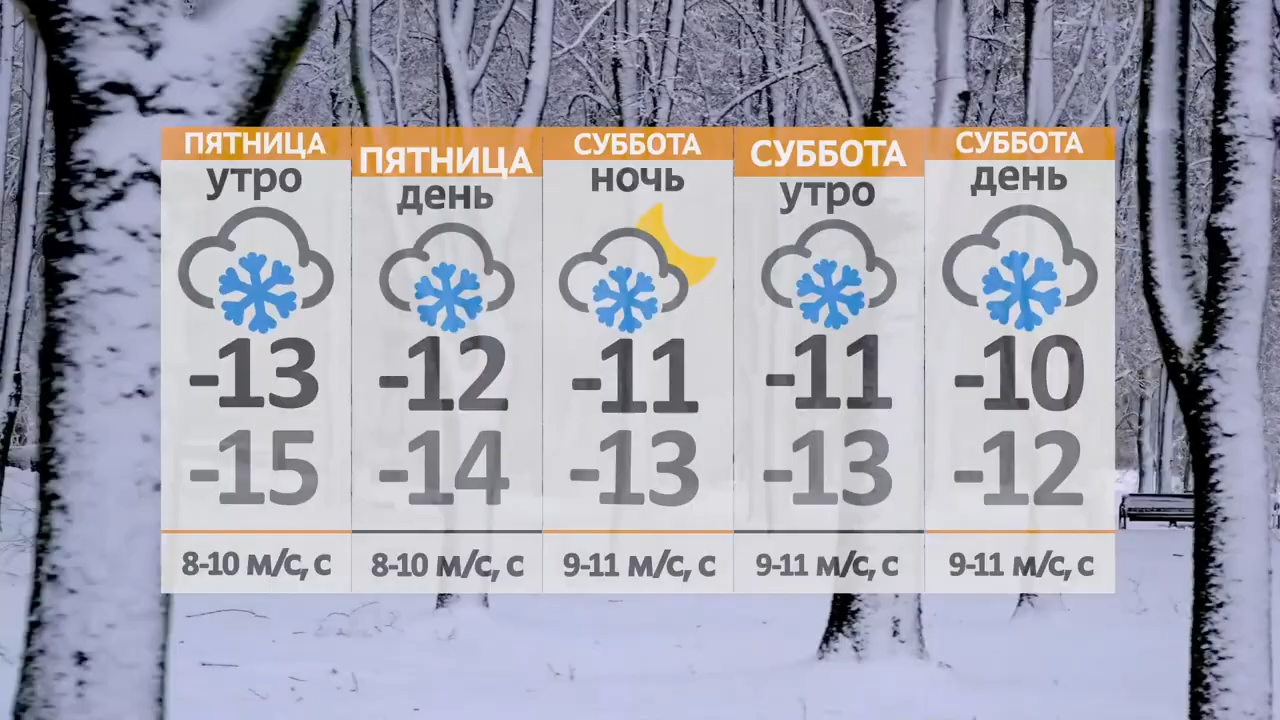 ПЯТНИЦА
утро
-13
-15
8-10 м/с, с
ПЯТНИЦА
день
-12
-14
8-10 м/с, с
СУББОТА
ночь
-11
-13
9-11 м/с, с
СУББОТА
утро
-11
-13
9-11 м/с, с
СУББОТА
день
-10
-12
9-11 м/с, с